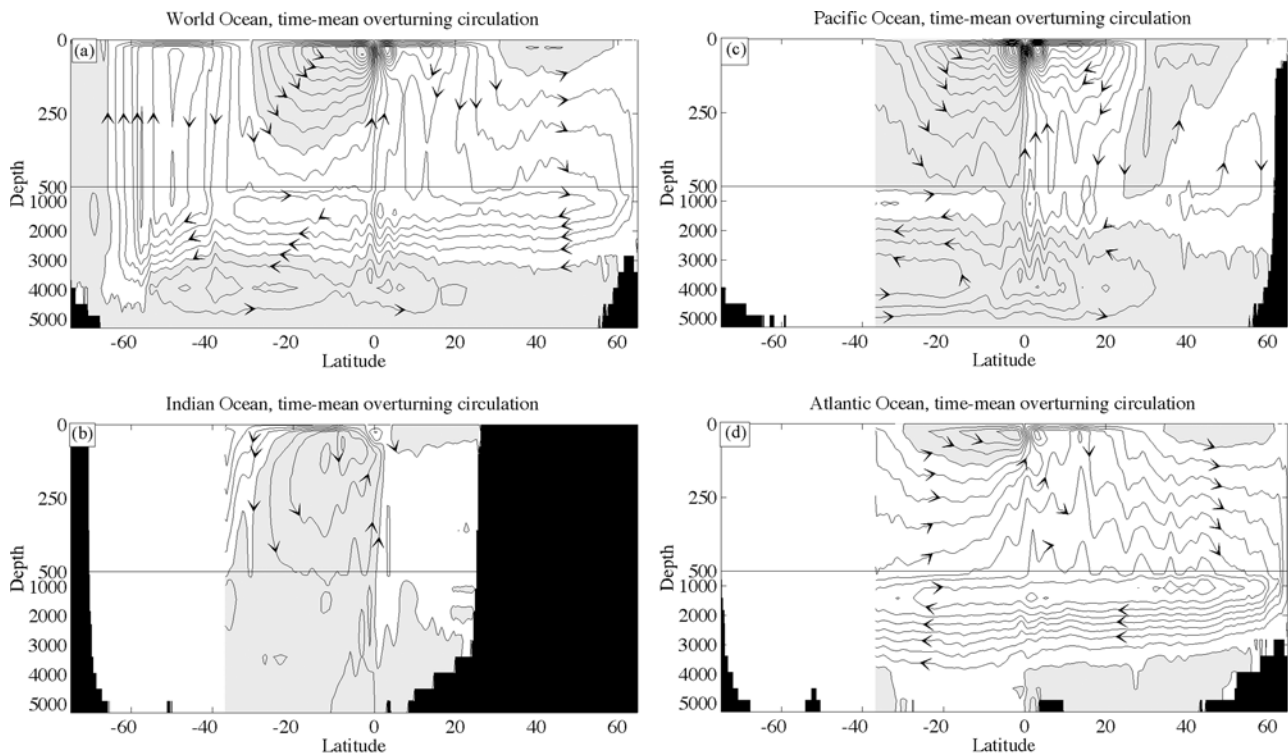 World Ocean, time-mean overturning circulation
(a)
Depth
0
250
500
1000
2000
3000
4000
5000
-60 -40 -20 0 20 40 60
Latitude
Pacific Ocean, time-mean overturning circulation
(c)
Depth
0
250
500
1000
2000
3000
4000
5000
-60 -40 -20 0 20 40 60
Latitude
Indian Ocean, time-mean overturning circulation
(b)
Depth
0
250
500
1000
2000
3000
4000
5000
-60 -40 -20 0 20 40 60
Latitude
Atlantic Ocean, time-mean overturning circulation
(d)
Depth
0
250
500
1000
2000
3000
4000
5000
-60 -40 -20 0 20 40 60
Latitude